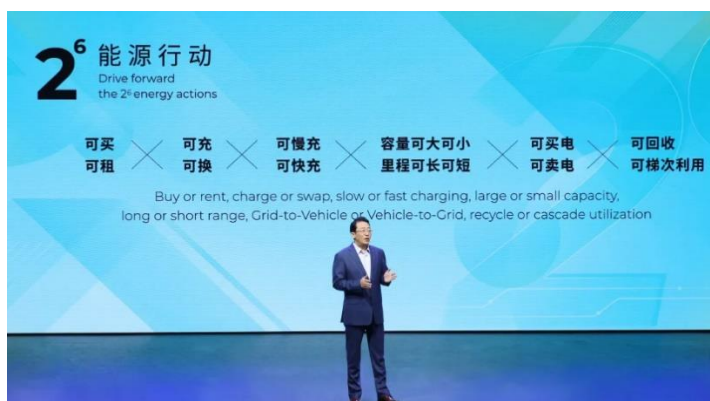 2⁶ 能源行动
Drive forward
the 2⁶ energy actions
可买 可充 可慢充 容量可大可小 可买电 可回收
可租 可换 可快充 里程可长可短 可卖电 可梯次利用
Buy or rent, charge or swap, slow or fast charging, large or small capacity,
long or short range, Grid-to-Vehicle or Vehicle-to-Grid, recycle or cascade utilization